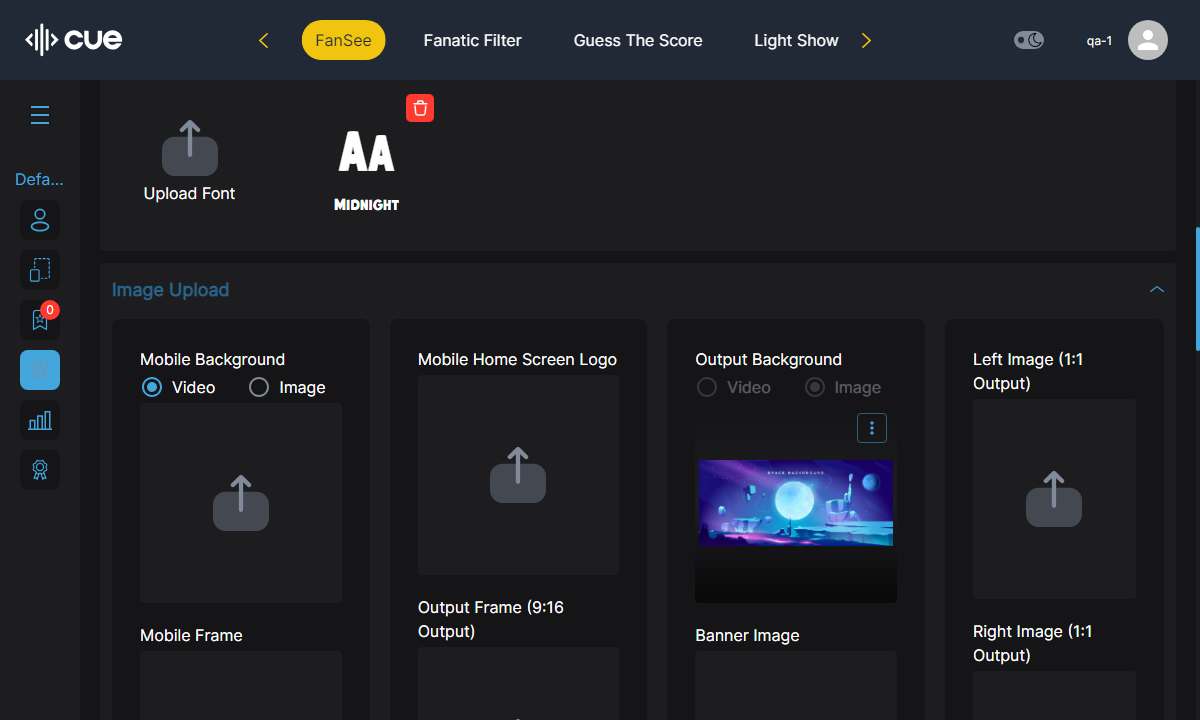 cue
FanSee
Fanatic Filter
Guess The Score
Light Show
qa-1
Defa...
0
Upload Font
AA
MIDNIGHT
Image Upload
Mobile Background
Video
Image
Mobile Home Screen Logo
Output Background
Video
Image
SPACE BACKGROUND
Left Image (1:1
Output)
Mobile Frame
Output Frame (9:16
Output)
Banner Image
Right Image (1:1
Output)